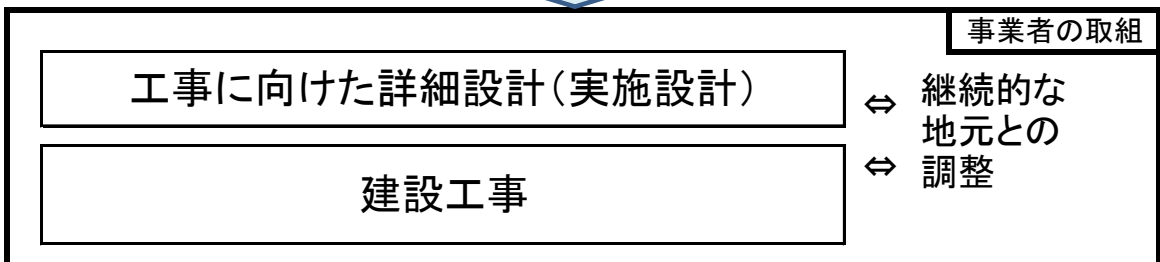 事業者の取組
工事に向けた詳細設計(実施設計)
建設工事
⇔ 継続的な
地元との
⇔ 調整